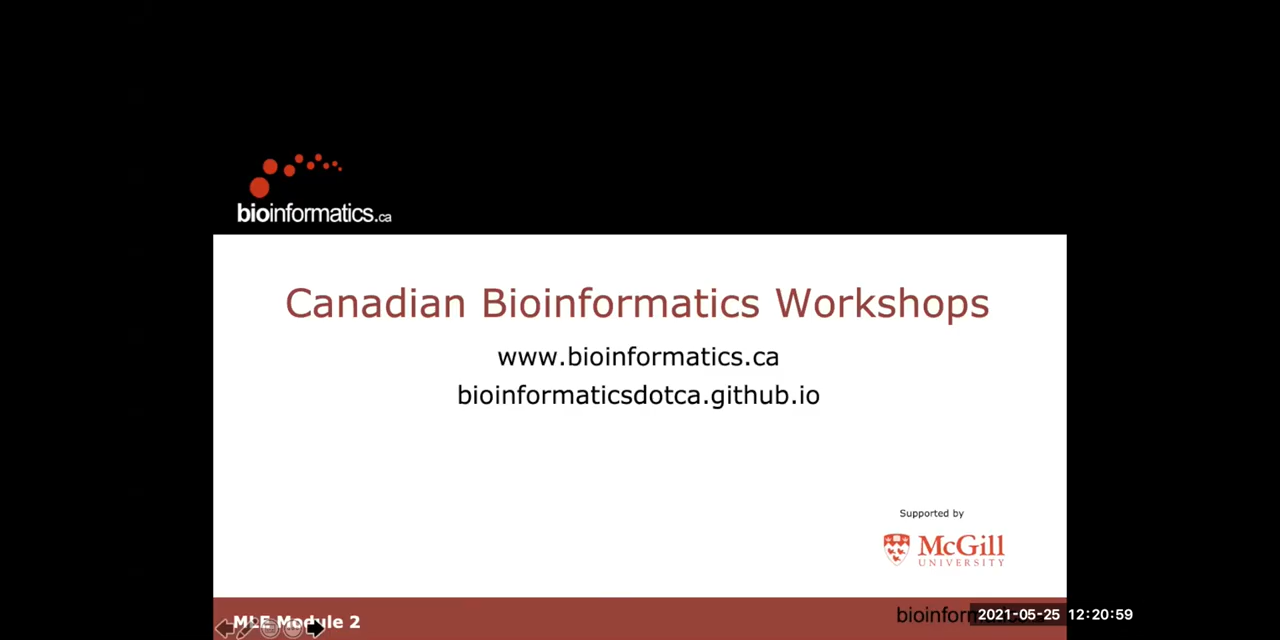 bioinformatics.ca
Canadian Bioinformatics Workshops
www.bioinformatics.ca
bioinformaticsdotca.github.io
Supported by
McGill
UNIVERSITY
MLE Module 2
2021-05-25 12:20:59